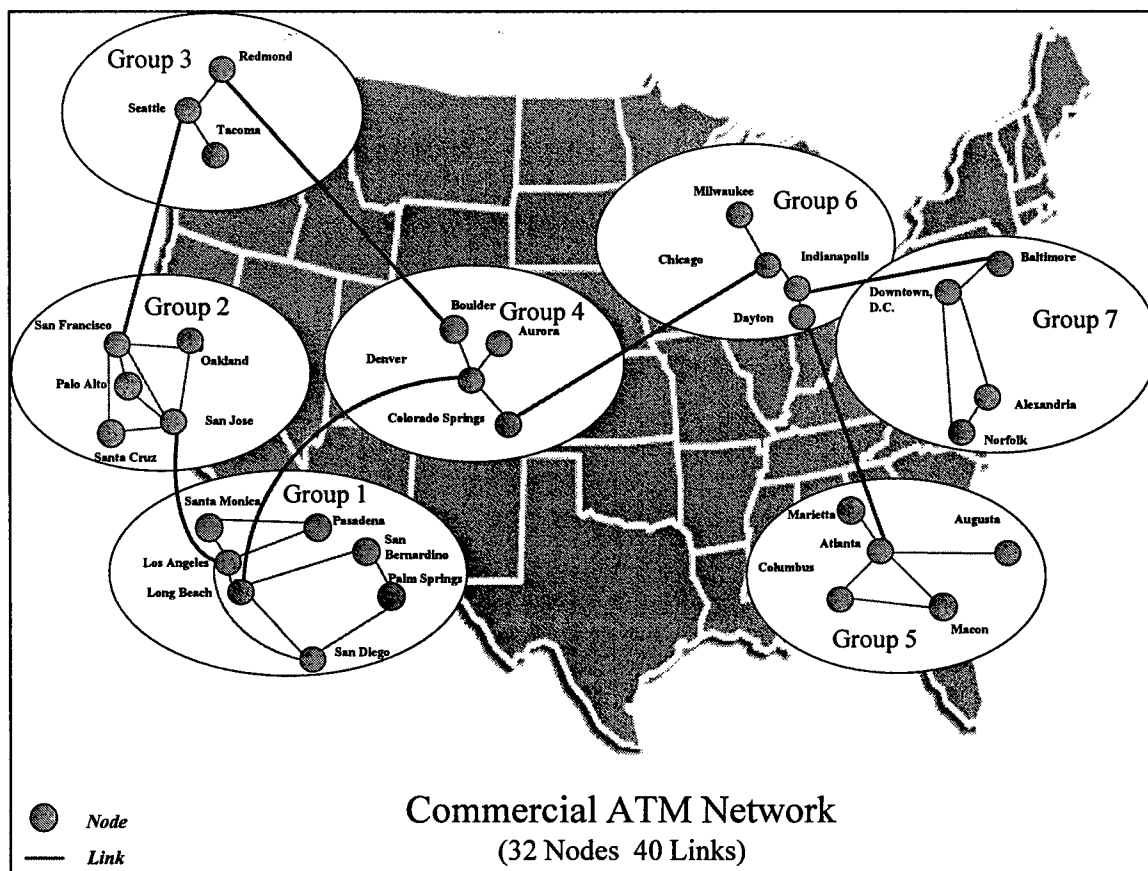 Group 3
Redmond
Seattle
Tacoma
Group 2
San Francisco
Oakland
Palo Alto
San Jose
Santa Cruz
Group 1
Santa Monica
Pasadena
San
Bernardino
Los Angeles
Palm Springs
Long Beach
San Diego
Group 4
Boulder
Aurora
Denver
Colorado Springs
Group 6
Milwaukee
Chicago
Indianapolis
Dayton
Group 7
Baltimore
Downtown,
D.C.
Alexandria
Norfolk
Group 5
Marietta
Augusta
Atlanta
Columbus
Macon
Node
Link
Commercial ATM Network
(32 Nodes 40 Links)